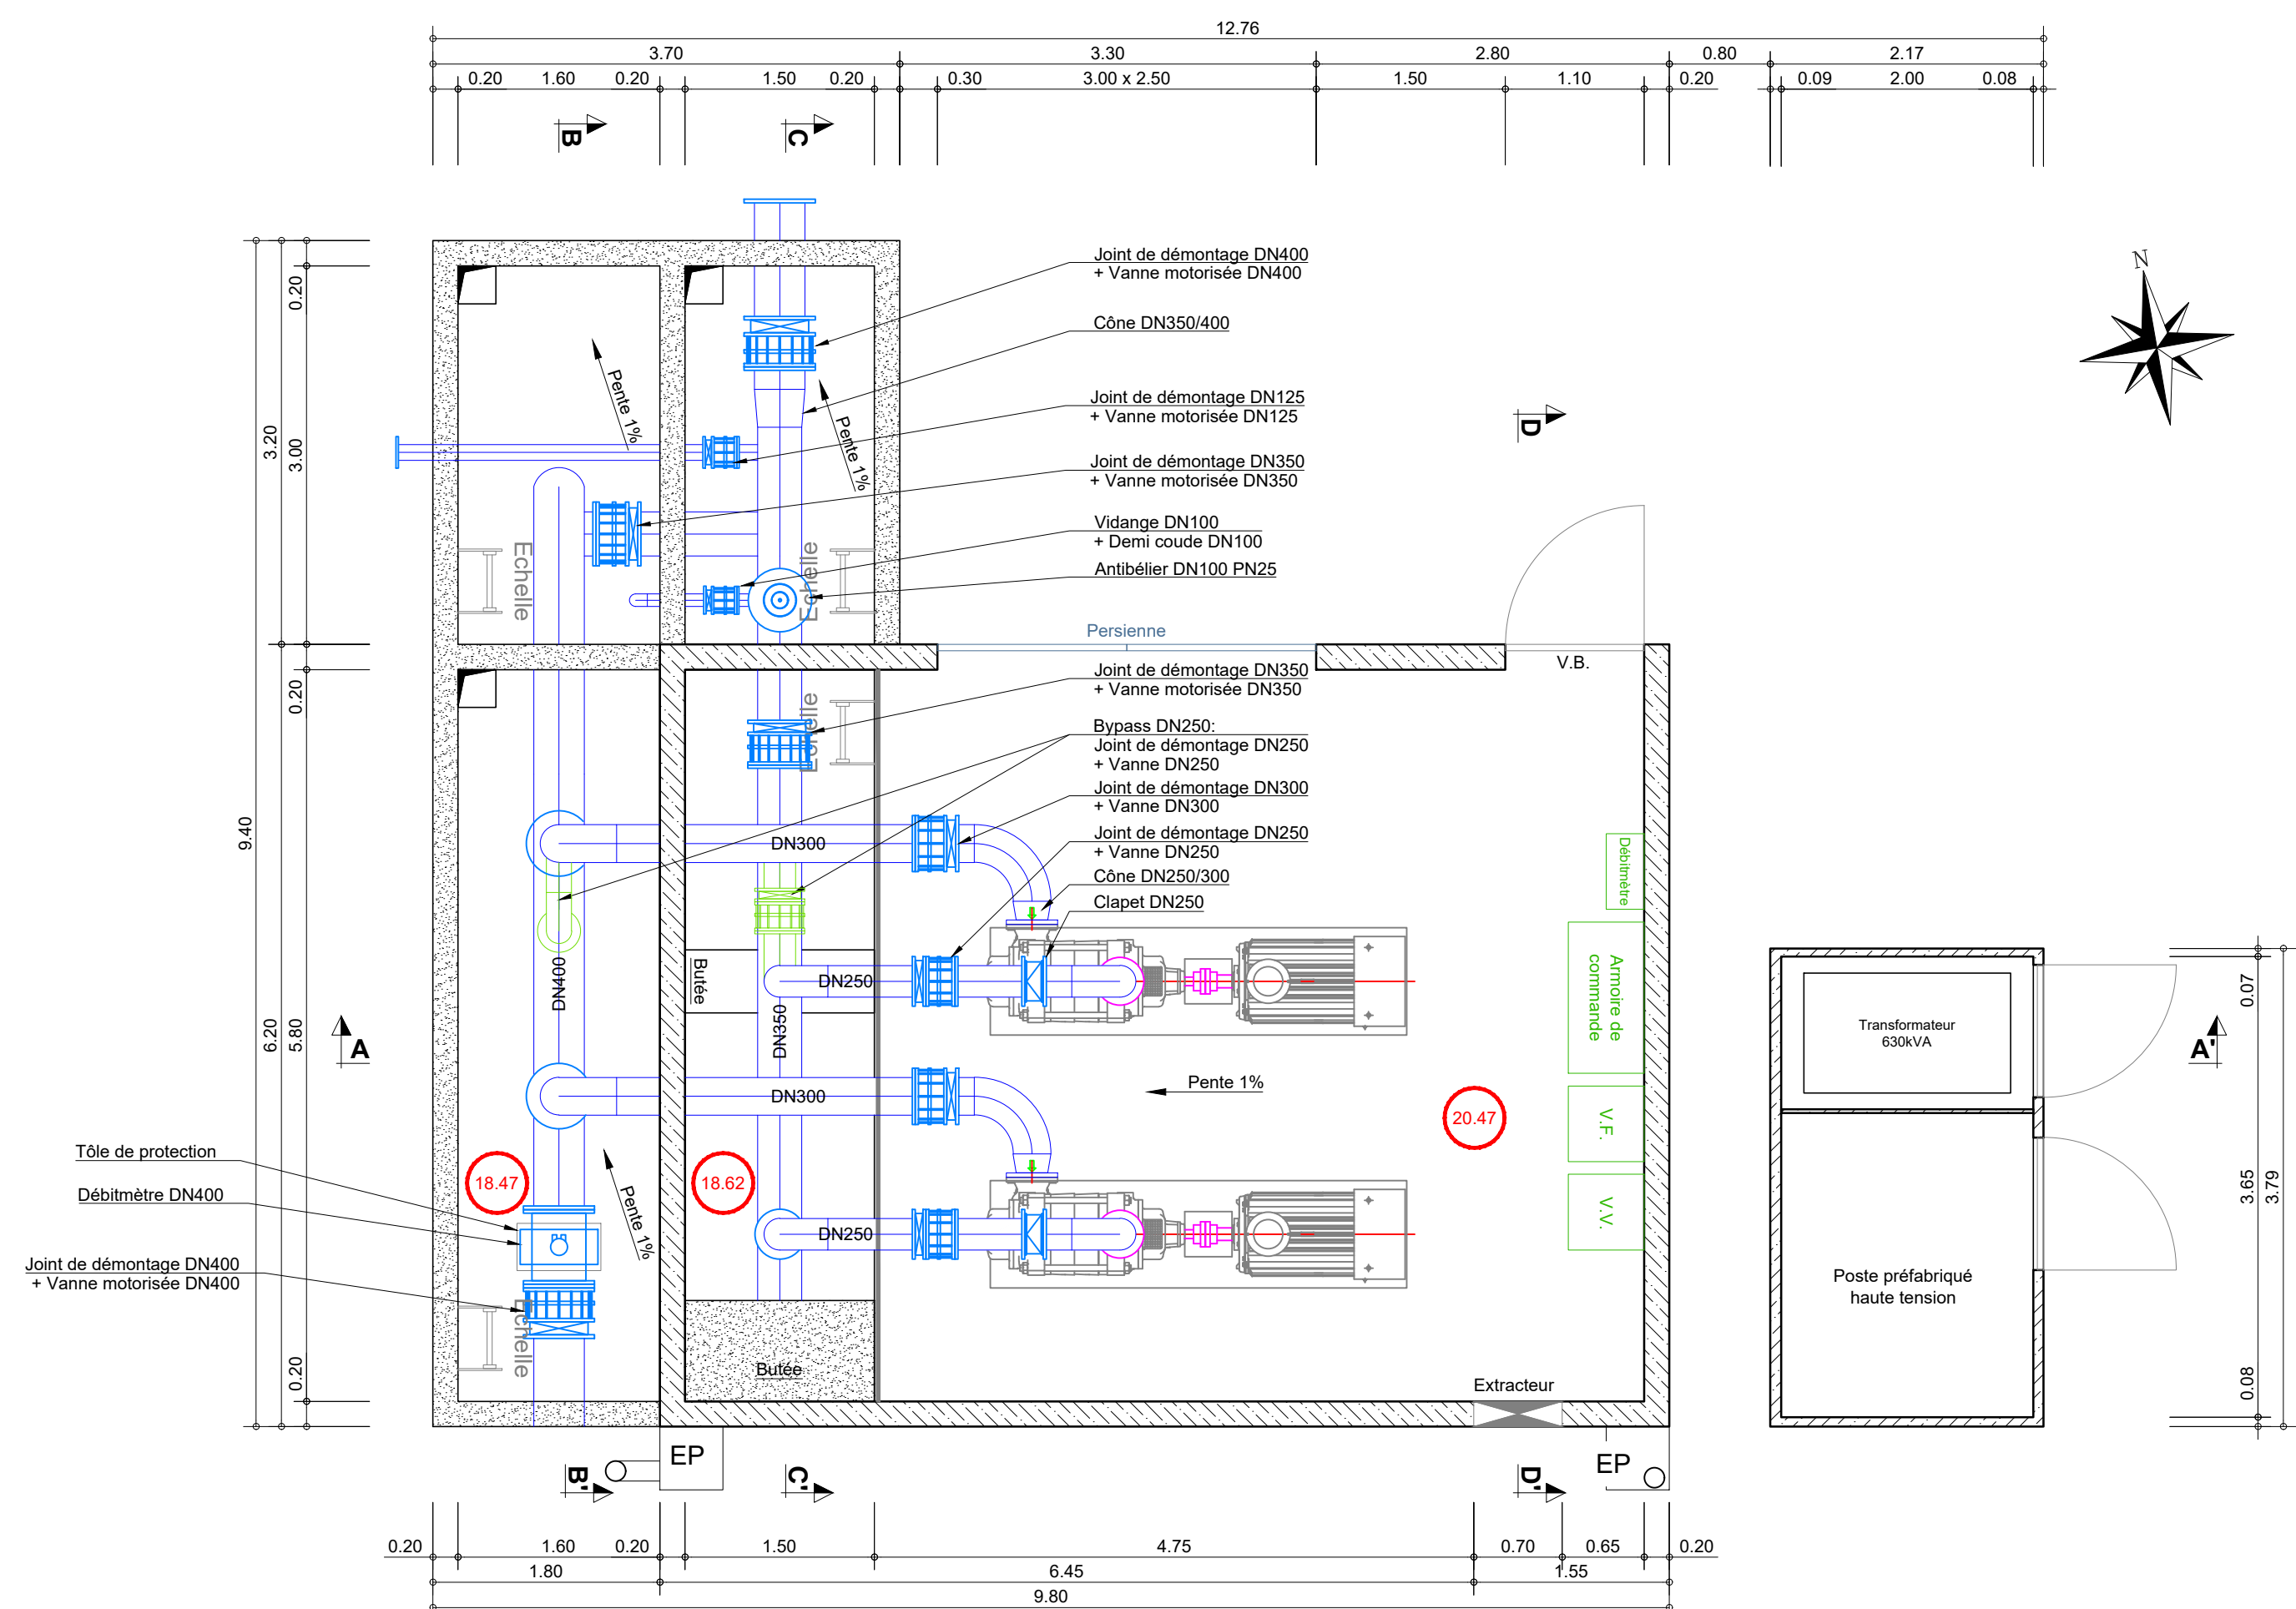 12.76
3.70 3.30 2.80 0.80 2.17
0.20 1.60 0.20 1.50 0.20 0.30 3.00 x 2.50 1.50 1.10 0.20 0.09 2.00 0.08
B
C
N
Joint de démontage DN400
+ Vanne motorisée DN400
Cône DN350/400
Joint de démontage DN125
+ Vanne motorisée DN125
Joint de démontage DN350
+ Vanne motorisée DN350
Vidange DN100
+ Demi coude DN100
Antibélier DN100 PN25
D
Pente 1%
Pente 1%
Echelle
Echelle
0.20
3.20
3.00
Persienne
V.B.
Joint de démontage DN350
+ Vanne motorisée DN350
Bypass DN250:
Joint de démontage DN250
+ Vanne DN250
Joint de démontage DN300
+ Vanne DN300
Joint de démontage DN250
+ Vanne DN250
Cône DN250/300
Clapet DN250
Echelle
0.20
9.40
6.20
5.80
0.20
DN300
DN250
DN400
DN350
Butée
DN300
DN250
A
Pente 1%
20.47
18.47
18.62
Pente 1%
Débitmètre
Armoire de
commande
V.F.
V.V.
Tôle de protection
Débitmètre DN400
Joint de démontage DN400
+ Vanne motorisée DN400
Echelle
Butée
Extracteur
Transformateur
630kVA
Poste préfabriqué
haute tension
A'
0.07
3.65
3.79
0.08
EP
EP
B'
C'
D'
0.20 1.60 0.20 1.50 4.75 0.70 0.65 0.20
1.80 6.45 1.55
9.80